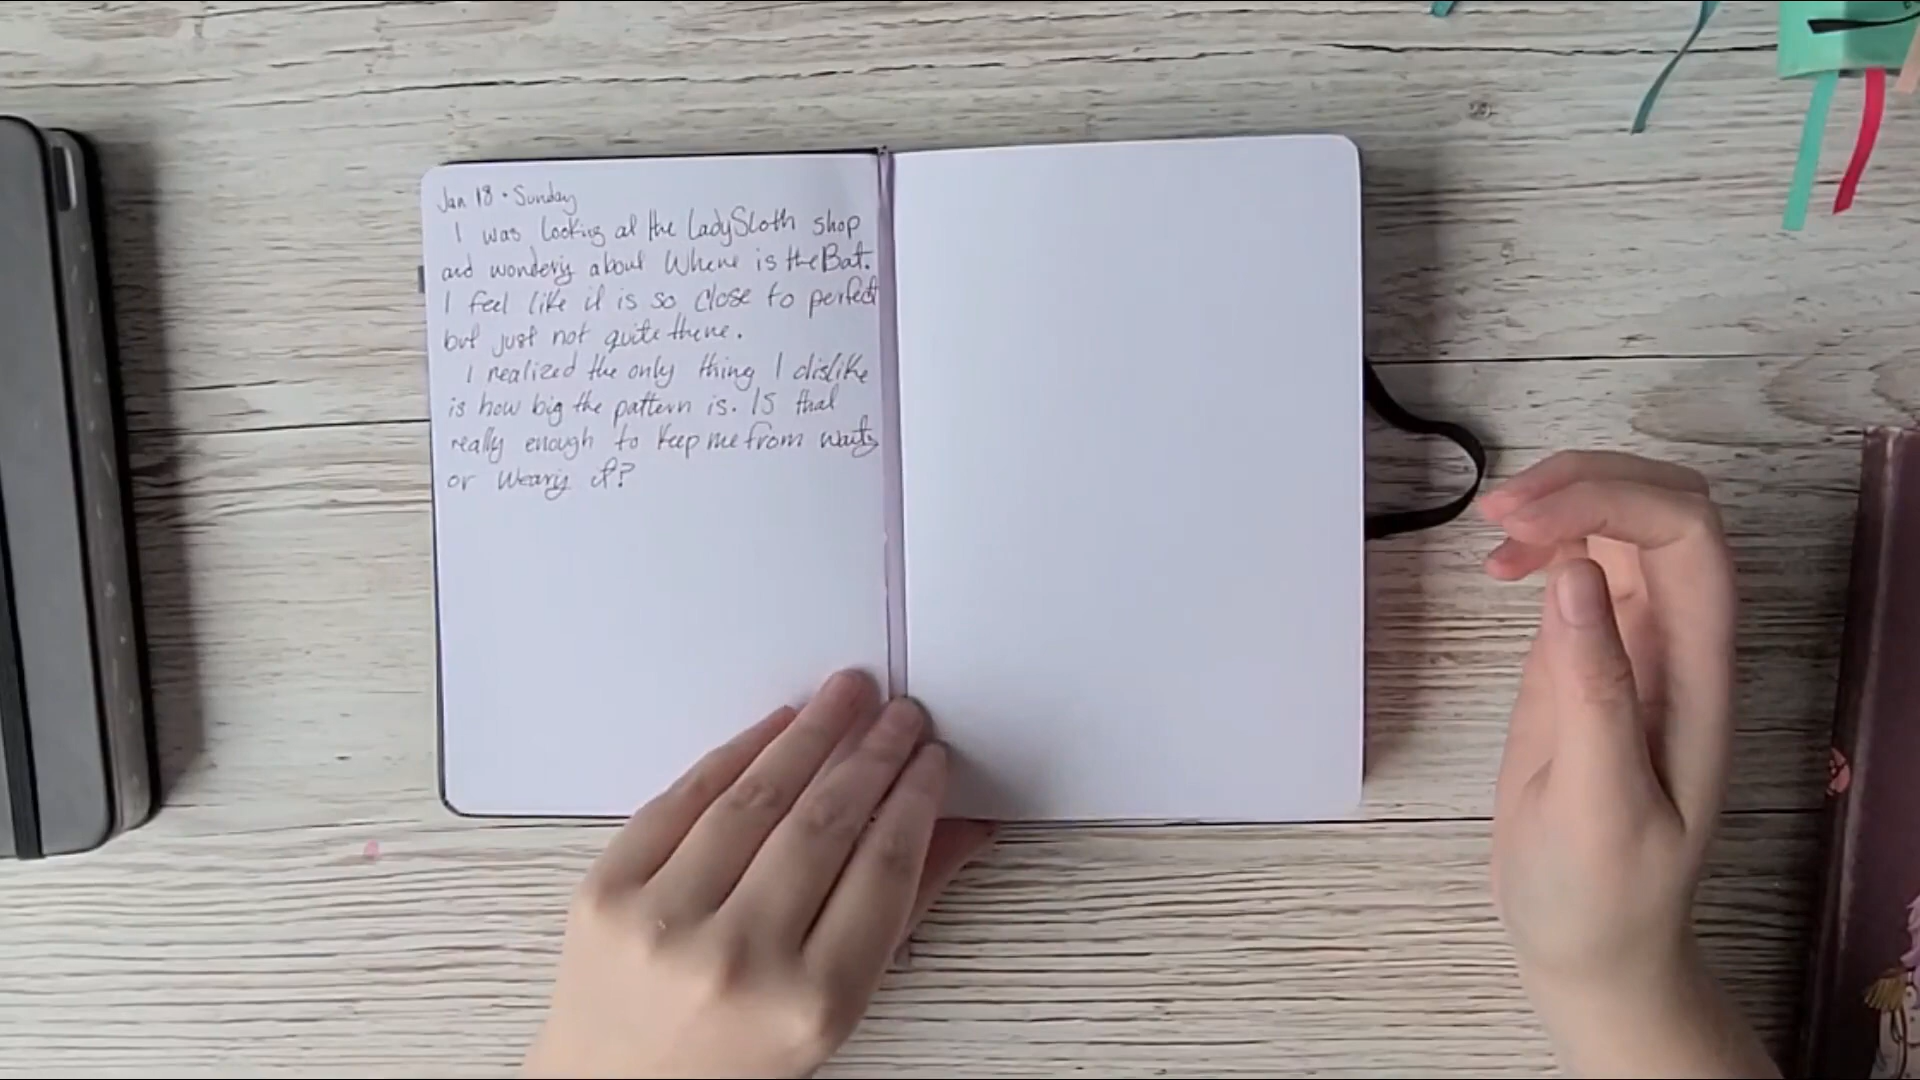 Jan 18 • Sunday
I was looking at the LadySloth shop
and wondering about Where is the Bat.
I feel like it is so close to perfect
but just not quite there.
I realized the only thing I dislike
is how big the pattern is. Is that
really enough to keep me from
or wearing it?